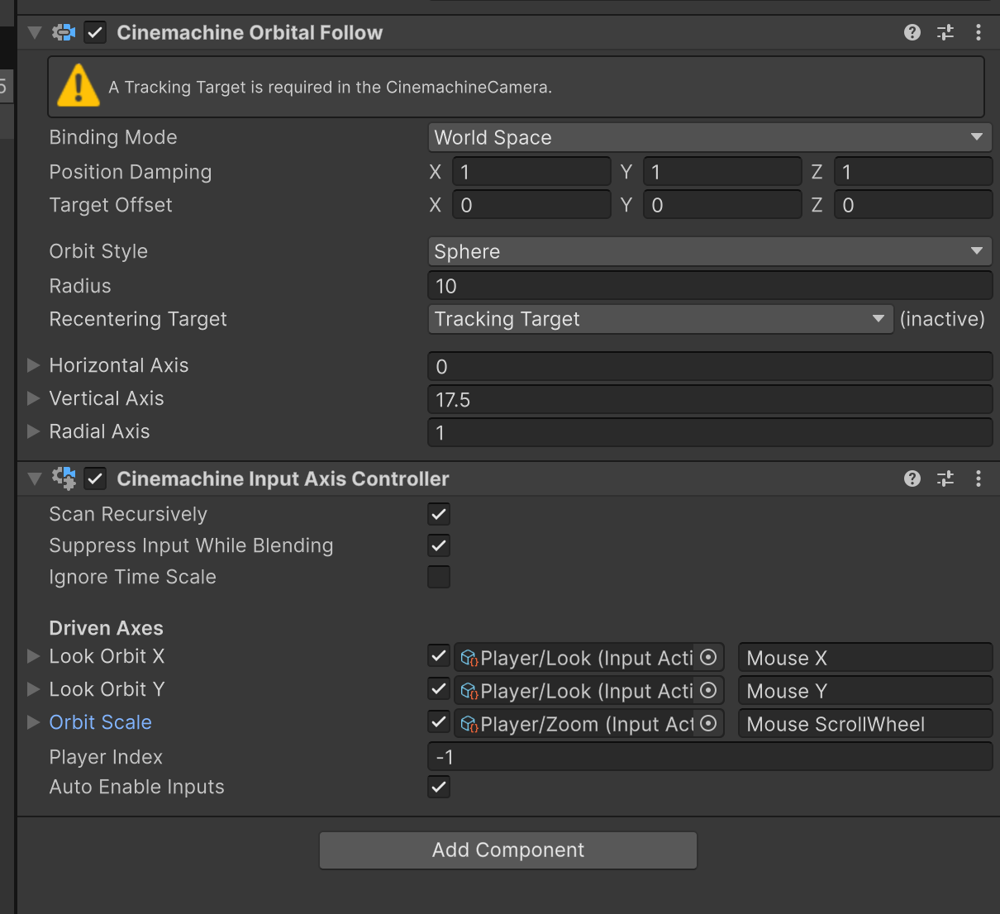 5
Cinemachine Orbital Follow
A Tracking Target is required in the CinemachineCamera.
Binding Mode World Space
Position Damping X 1 Y 1 Z 1
Target Offset X 0 Y 0 Z 0
Orbit Style Sphere
Radius 10
Recentering Target Tracking Target (inactive)
Horizontal Axis 0
Vertical Axis 17.5
Radial Axis 1
Cinemachine Input Axis Controller
Scan Recursively
Suppress Input While Blending
Ignore Time Scale
Driven Axes
Look Orbit X Player/Look (Input Acti Mouse X
Look Orbit Y Player/Look (Input Acti Mouse Y
Orbit Scale Player/Zoom (Input Act Mouse ScrollWheel
Player Index -1
Auto Enable Inputs
Add Component